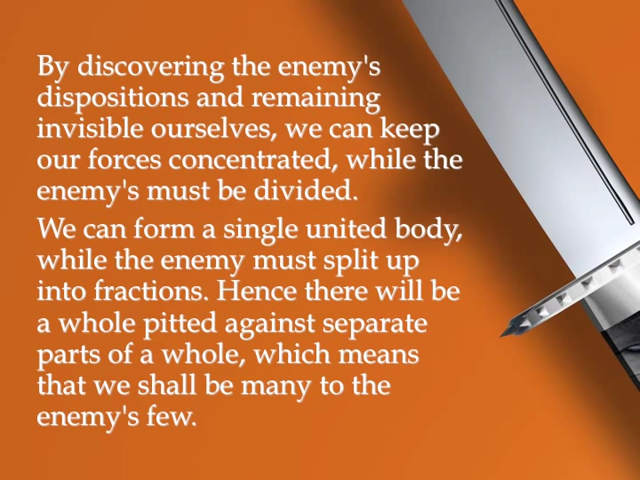 By discovering the enemy's
dispositions and remaining
invisible ourselves, we can keep
our forces concentrated, while the
enemy's must be divided.
We can form a single united body,
while the enemy must split up
into fractions. Hence there will be
a whole pitted against separate
parts of a whole, which means
that we shall be many to the
enemy's few.